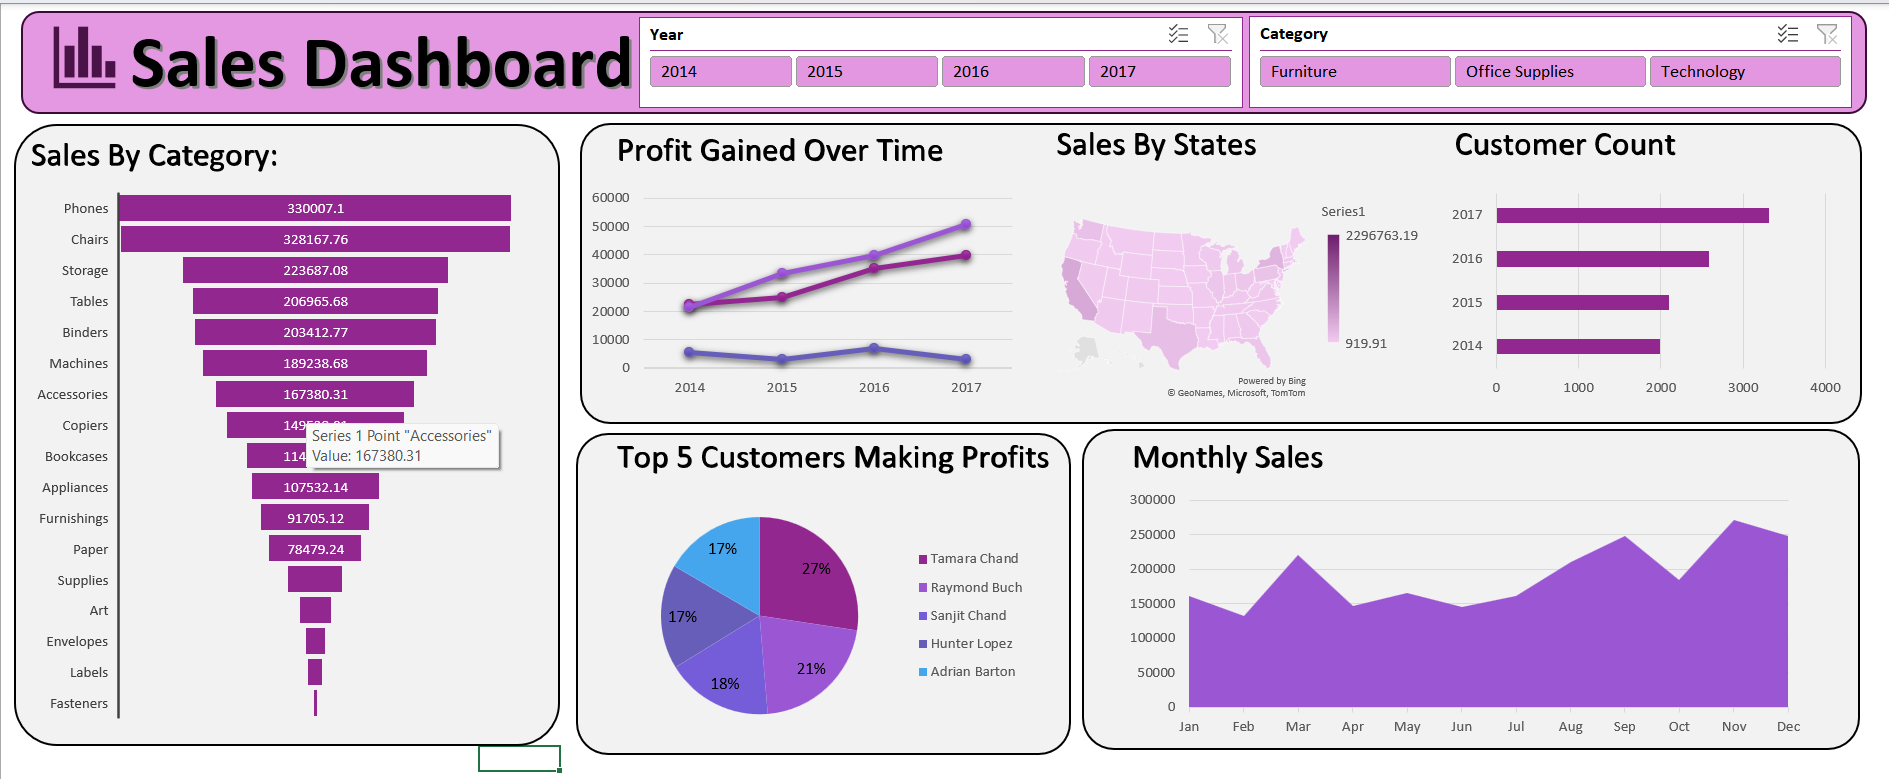 Sales Dashboard
Year
2014 2015 2016 2017
Category
Furniture Office Supplies Technology
Sales By Category:
Phones 330007.1
Chairs 328167.76
Storage 223687.08
Tables 206965.68
Binders 203412.77
Machines 189238.68
Accessories 167380.31
Copiers
Bookcases
Series 1 Point "Accessories"
Value: 167380.31
Appliances 107532.14
Furnishings 91705.12
Paper 78479.24
Supplies
Art
Envelopes
Labels
Fasteners
Profit Gained Over Time
60000
50000
40000
30000
20000
10000
0
2014 2015 2016 2017
Sales By States
Series1
2296763.19
919.91
Powered by Bing
© GeoNames, Microsoft, TomTom
Customer Count
2017
2016
2015
2014
0 1000 2000 3000 4000
Top 5 Customers Making Profits
27%
21%
18%
17%
17%
Tamara Chand
Raymond Buch
Sanjit Chand
Hunter Lopez
Adrian Barton
Monthly Sales
300000
250000
200000
150000
100000
50000
0
Jan Feb Mar Apr May Jun Jul Aug Sep Oct Nov Dec